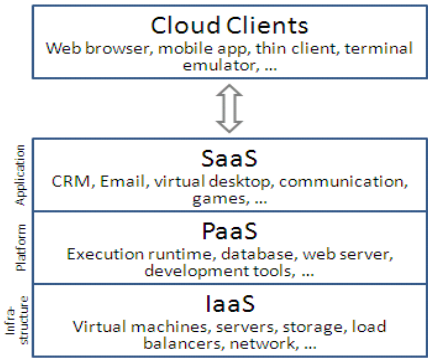 Cloud Clients
Web browser, mobile app, thin client, terminal
emulator, ...
Application
SaaS
CRM, Email, virtual desktop, communication,
games, ...
Platform
PaaS
Execution runtime, database, web server,
development tools, ...
Infra-
structure
IaaS
Virtual machines, servers, storage, load
balancers, network, ...